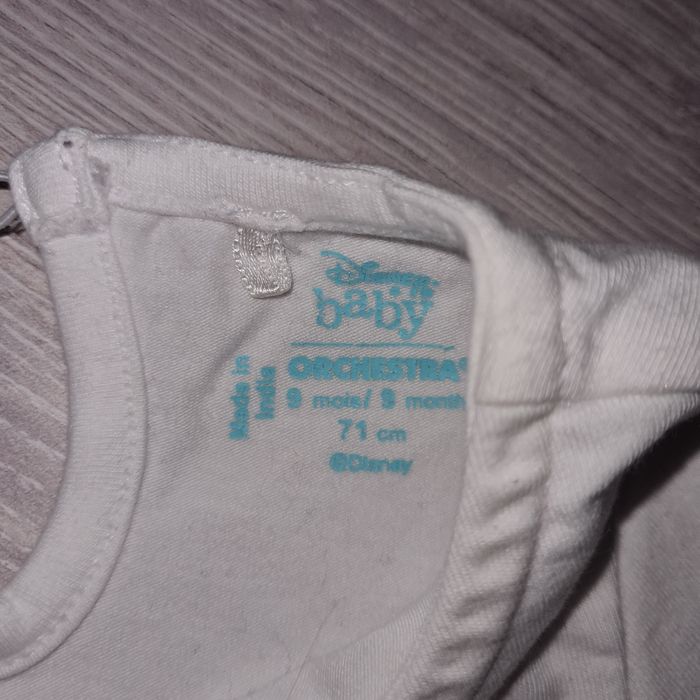 Disney
baby
ORCHESTRA
9 mois/ 9 month
71 cm
©Disney
Made in
India